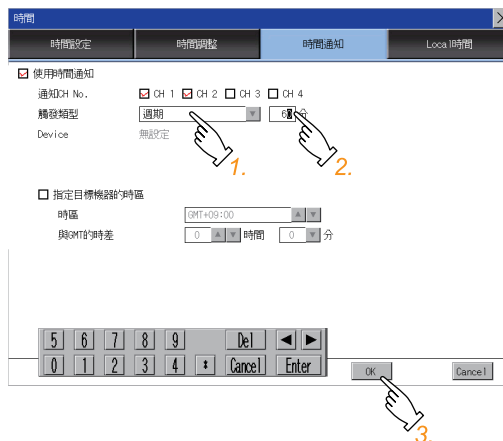 時間
時間設定 時間調整 時間通知 Local時間
使用時間通知
通知CH No. CH 1 CH 2 CH 3 CH 4
觸發類型 週期 60 分
Device 無設定
1. 2.
指定目標機器的時區
時區 GMT+09:00
與GMT的時差 0 時間 0 分
5 6 7 8 9 Del
0 1 2 3 4 * Cancel Enter
OK Cancel
3.